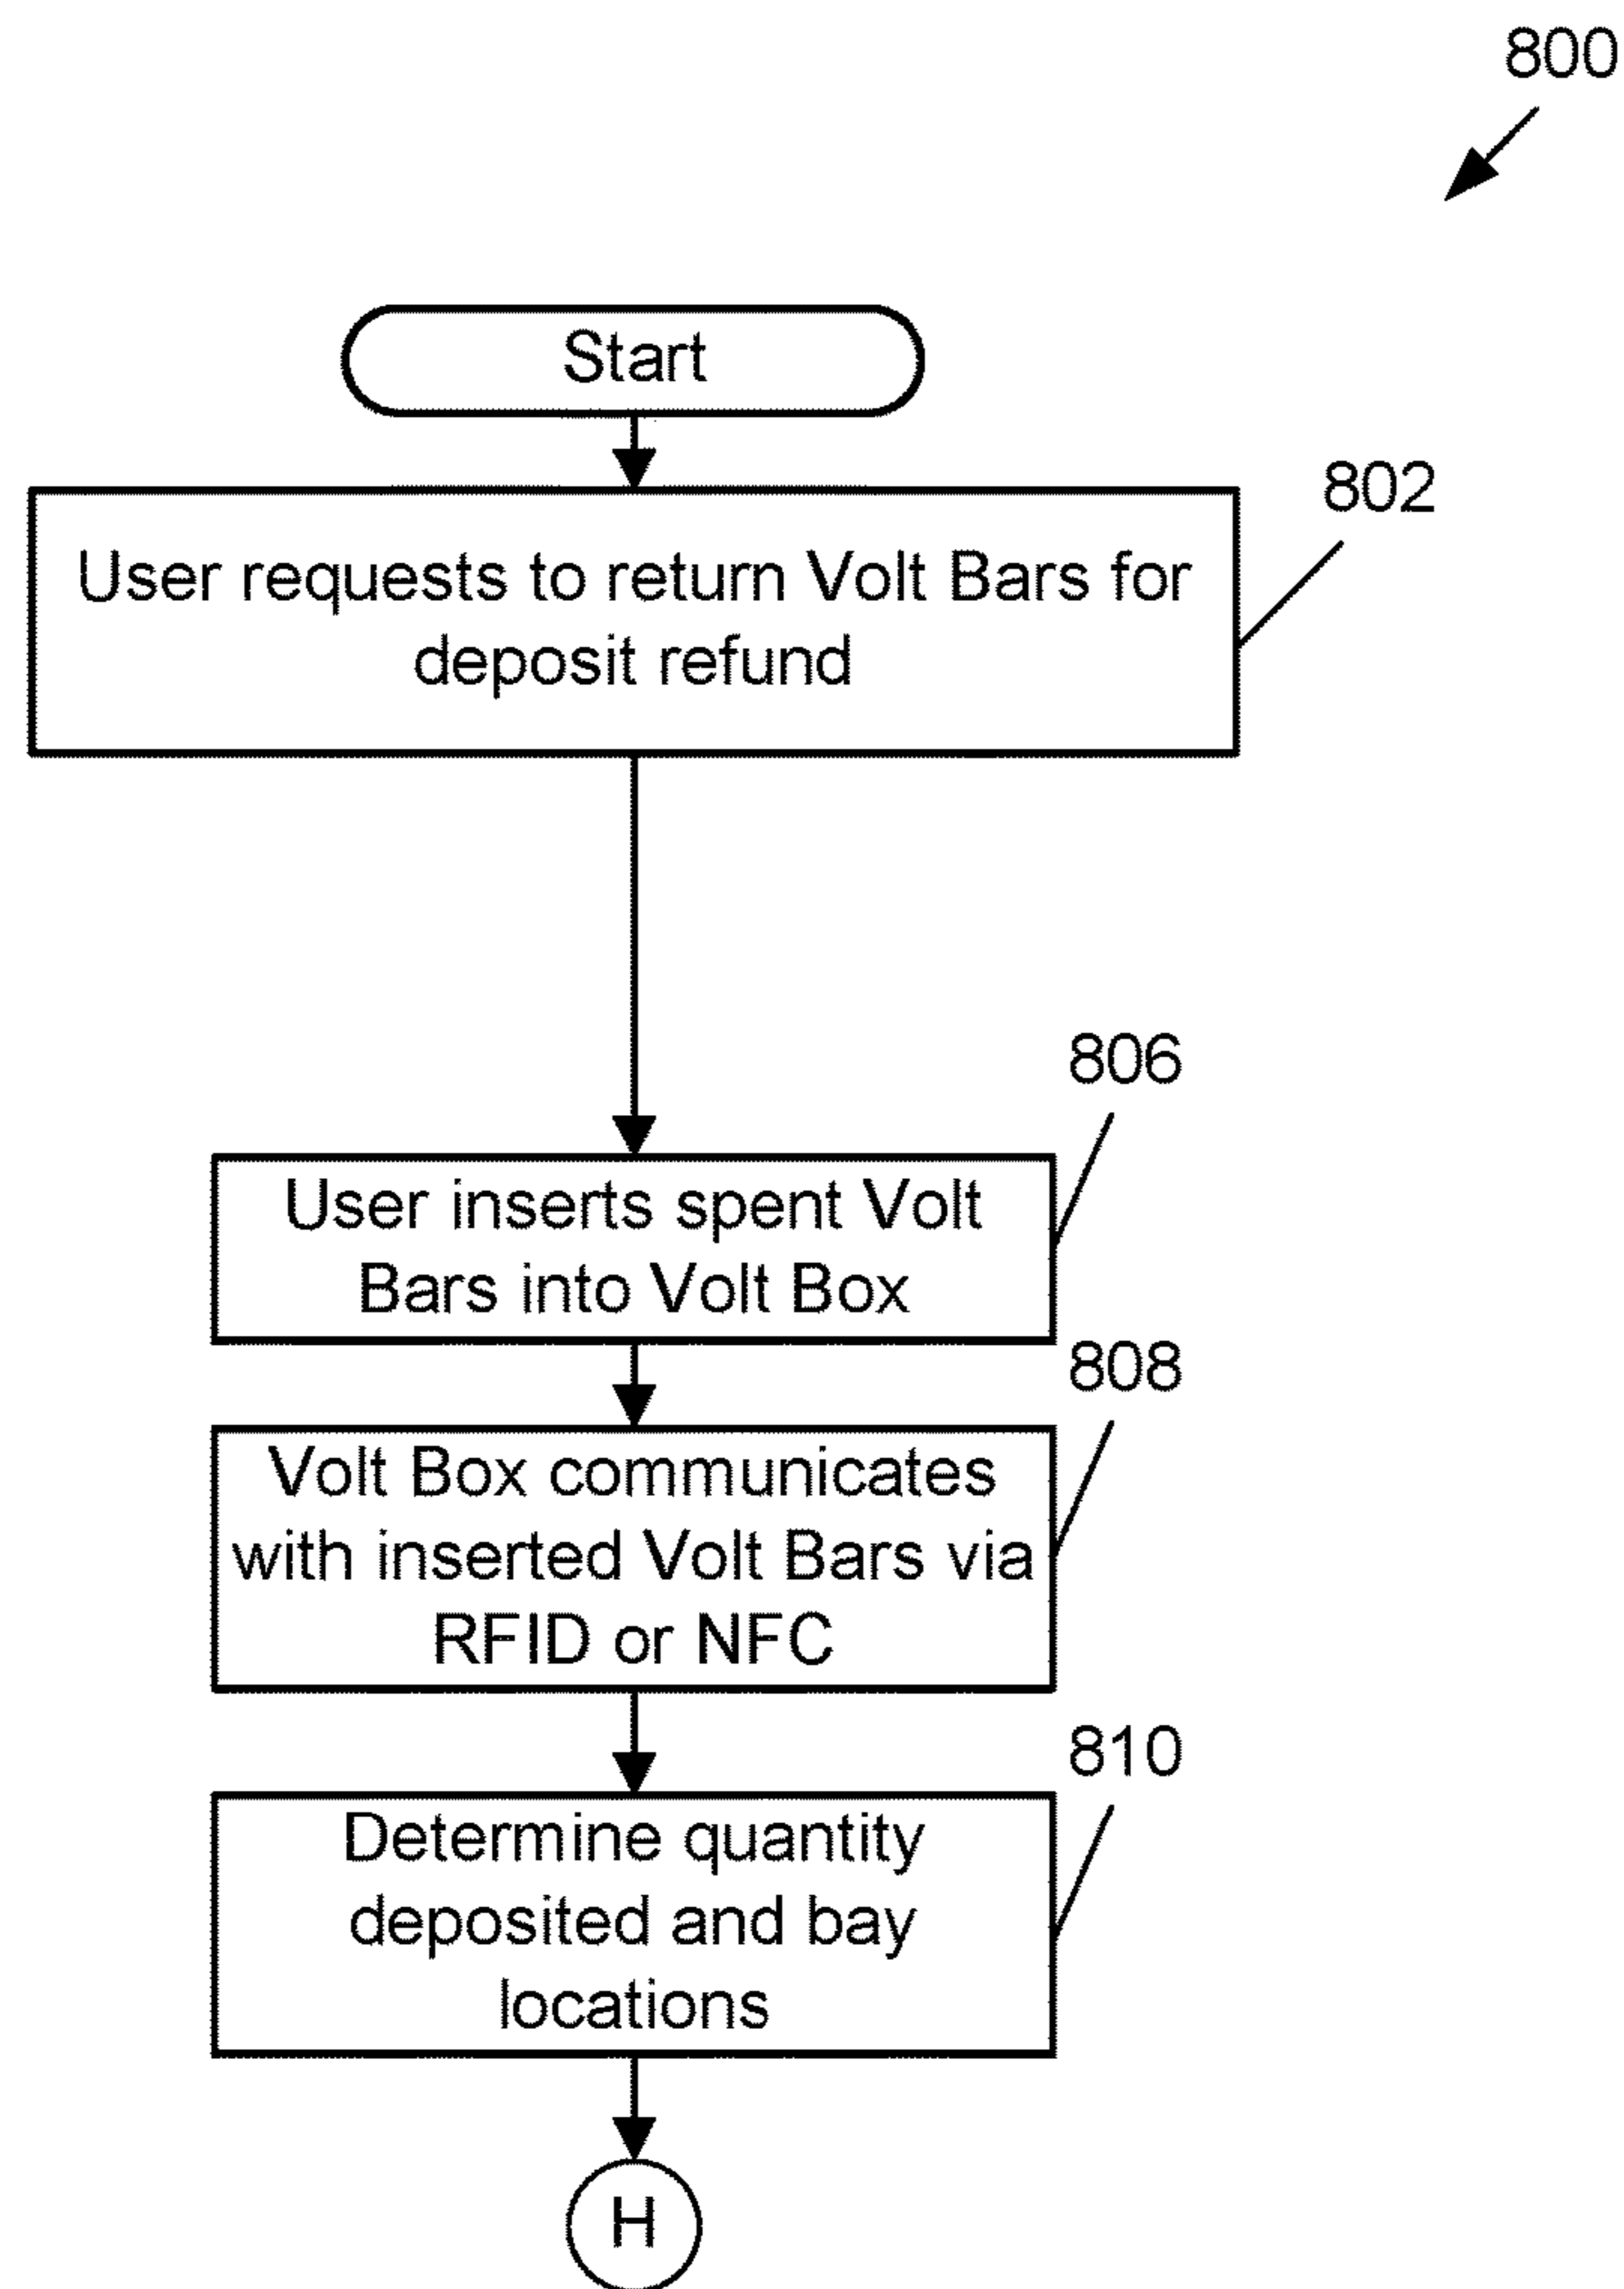 800
Start
802
User requests to return Volt Bars for
deposit refund
806
User inserts spent Volt
Bars into Volt Box
808
Volt Box communicates
with inserted Volt Bars via
RFID or NFC
810
Determine quantity
deposited and bay
locations
H